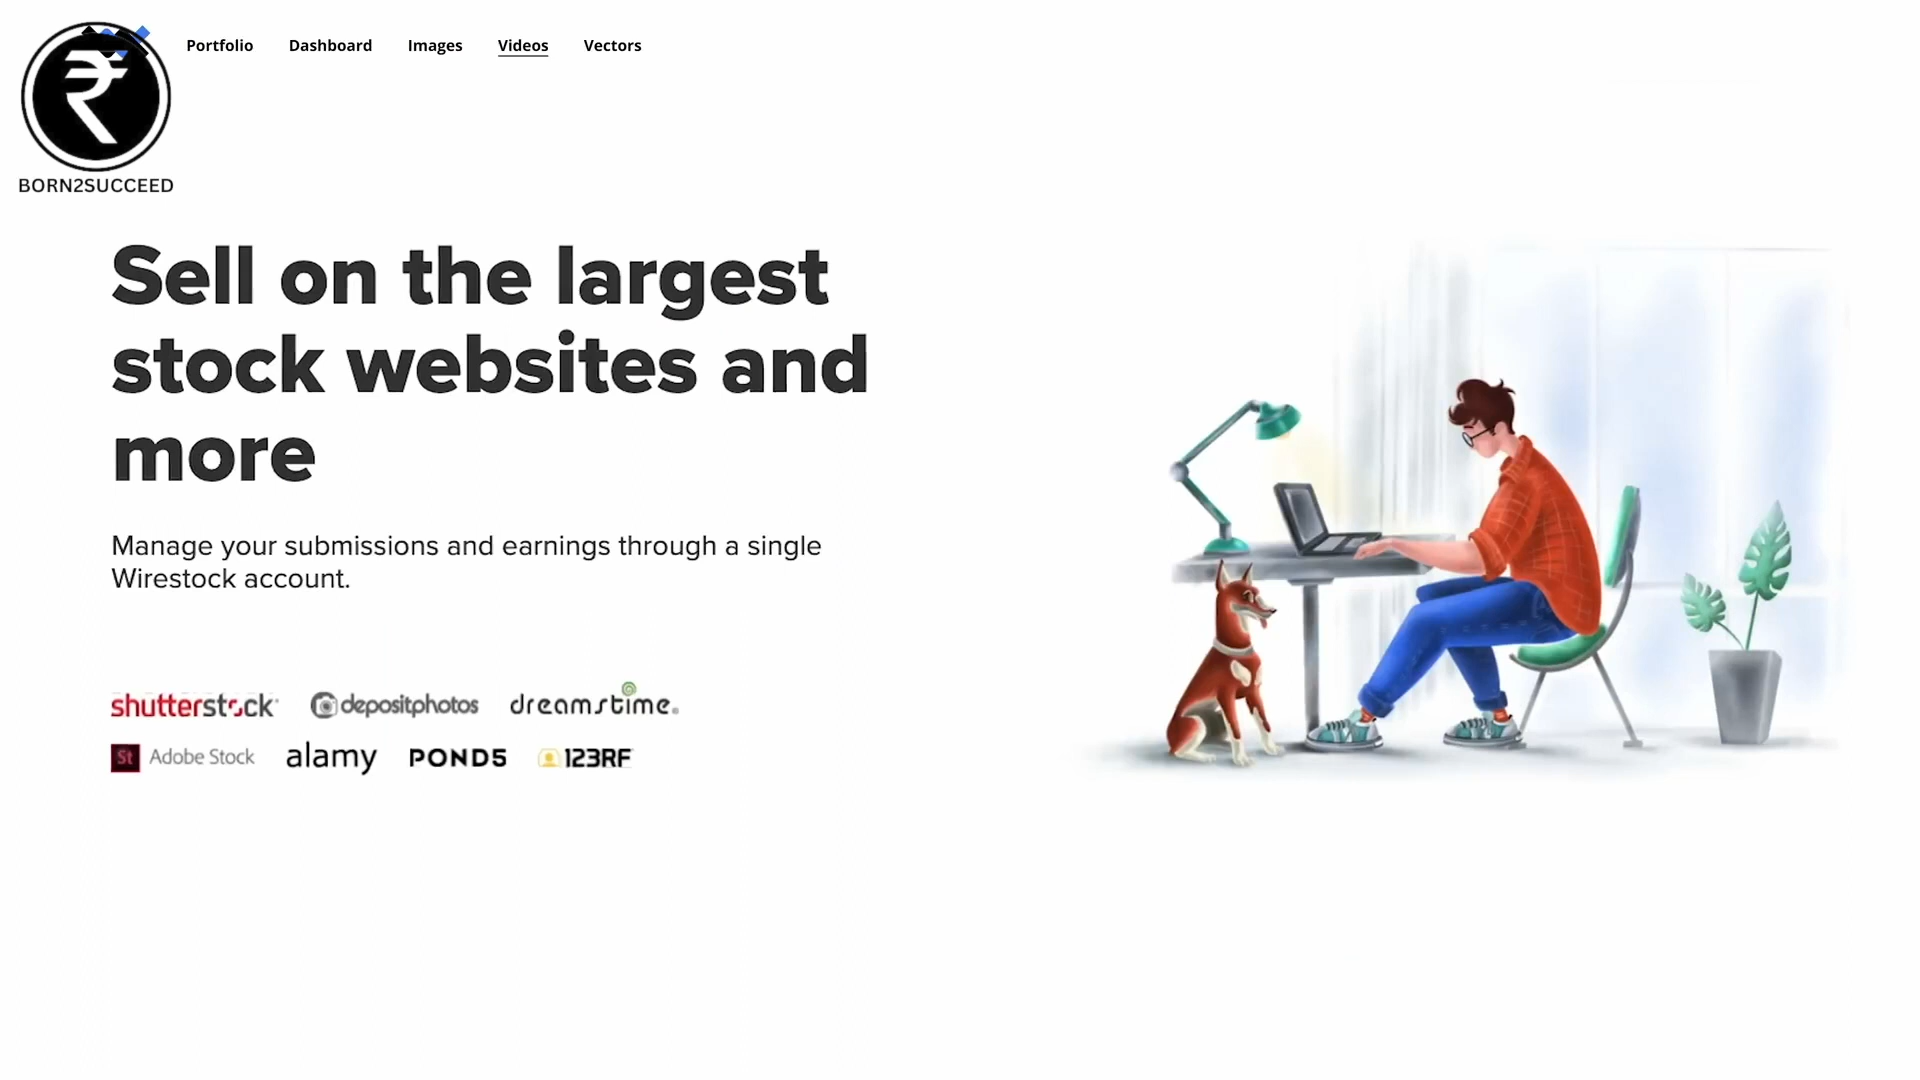 Portfolio Dashboard Images Videos Vectors
BORN2SUCCEED
Sell on the largest
stock websites and
more
Manage your submissions and earnings through a single
Wirestock account.
shutterstock depositphotos dreamstime
St Adobe Stock alamy POND5 123RF